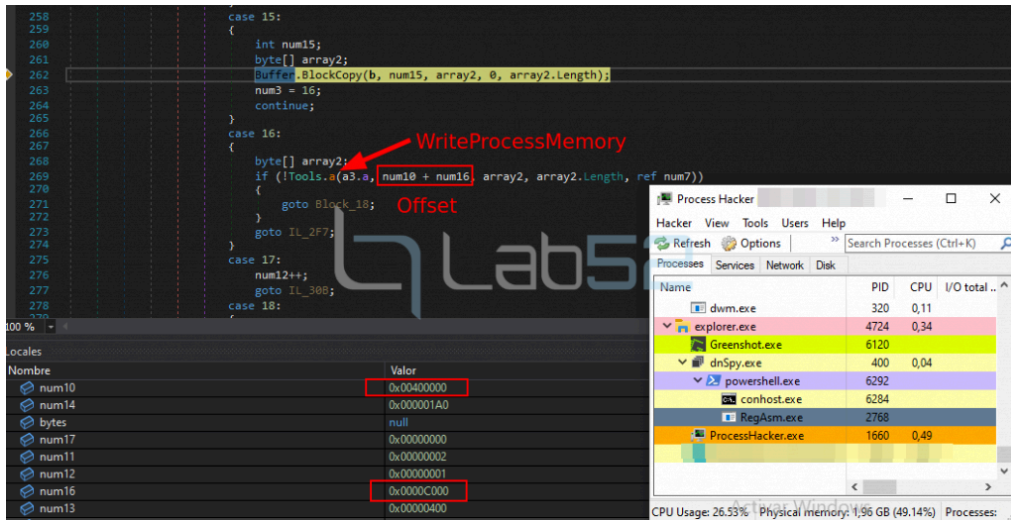 258 case 15:
259 {
260 int num15;
261 byte[] array2;
262 Buffer.BlockCopy(b, num15, array2, 0, array2.Length);
263 num3 = 16;
264 continue;
265 }
266 case 16:
267 {
WriteProcessMemory
268 byte[] array2;
269 if (!Tools.a(a3.a, num10 + num16, array2, array2.Length, ref num7))
270 {
271 goto Block_18;
Offset
272 }
273 goto IL_2F7;
274 }
275 case 17:
276 num12++;
277 goto IL_30B;
278 case 18:
279 {
Lab52
100 %
Locales
Nombre Valor
num10 0x00400000
num14 0x000001A0
bytes null
num17 0x00000000
num11 0x00000002
num12 0x00000001
num16 0x0000C000
num13 0x00000400
Process Hacker
Hacker View Tools Users Help
Refresh Options » Search Processes (Ctrl+K)
Processes Services Network Disk
Name PID CPU I/O total ..
dwm.exe 320 0,11
explorer.exe 4724 0,34
Greenshot.exe 6120
dnSpy.exe 400 0,04
powershell.exe 6292
conhost.exe 6284
RegAsm.exe 2768
ProcessHacker.exe 1660 0,49
Activar Windows
CPU Usage: 26.53% Physical memory: 1,96 GB (49.14%) Processes: